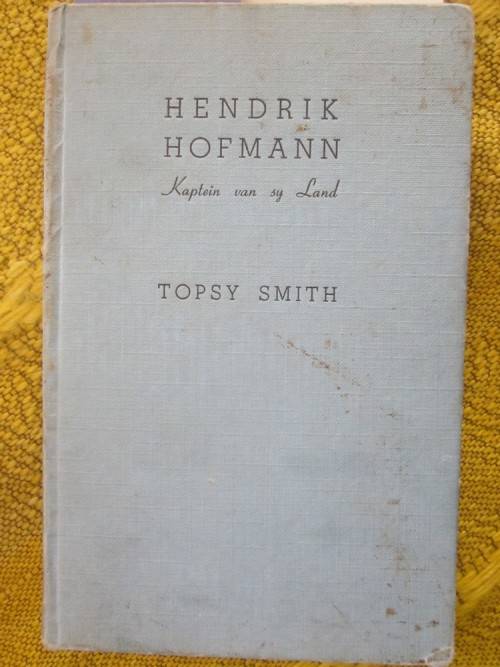 HENDRIK
HOFMANN
Kaptein van sy Land
TOPSY SMITH